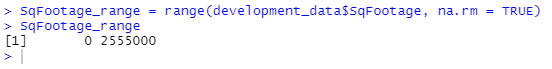 > SqFootage_range = range(development_data$SqFootage, na.rm = TRUE)
> SqFootage_range
[1]       0 2555000
>